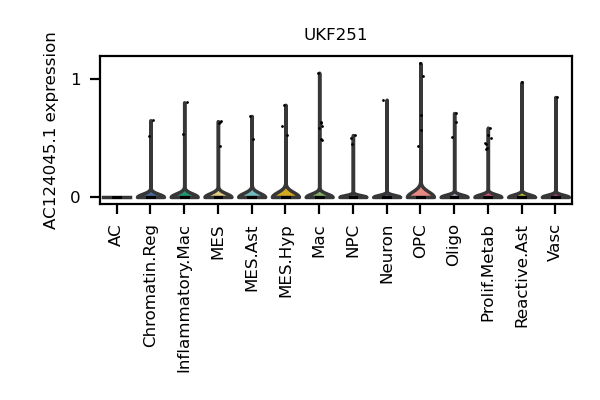 UKF251
AC124045.1 expression
1
0
AC
Chromatin.Reg
Inflammatory.Mac
MES
MES.Ast
MES.Hyp
Mac
NPC
Neuron
OPC
Oligo
Prolif.Metab
Reactive.Ast
Vasc